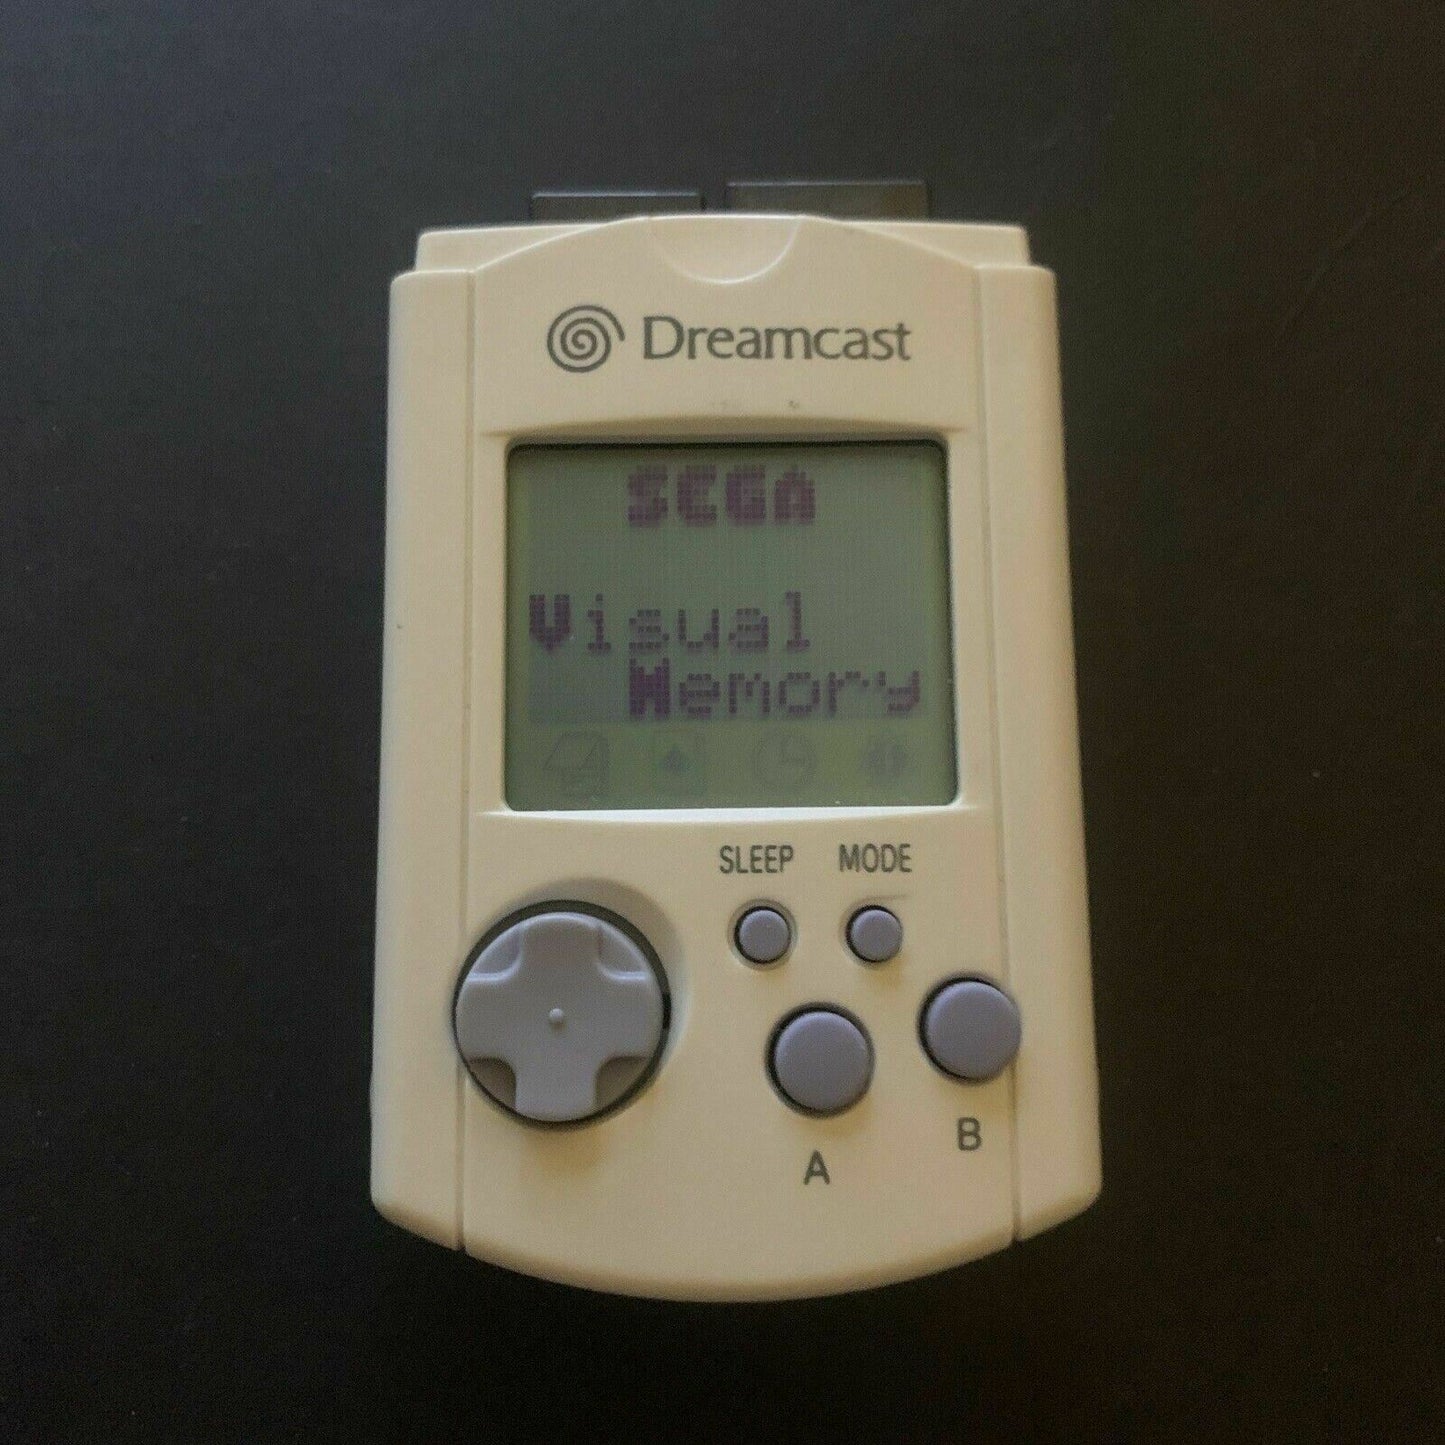 Dreamcast
SEGA
Visual
Memory
SLEEP MODE
B
A